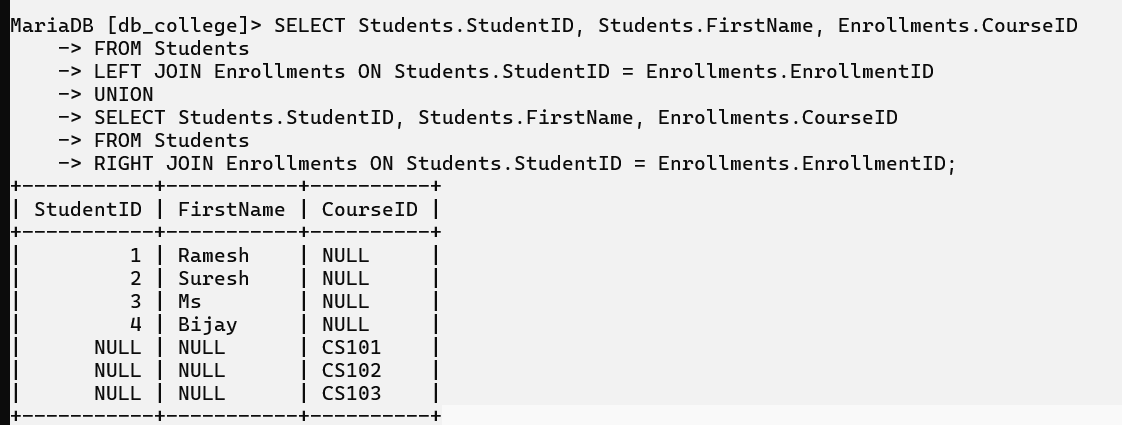 MariaDB [db_college]> SELECT Students.StudentID, Students.FirstName, Enrollments.CourseID
    -> FROM Students
    -> LEFT JOIN Enrollments ON Students.StudentID = Enrollments.EnrollmentID
    -> UNION
    -> SELECT Students.StudentID, Students.FirstName, Enrollments.CourseID
    -> FROM Students
    -> RIGHT JOIN Enrollments ON Students.StudentID = Enrollments.EnrollmentID;
+-----------+-----------+----------+
| StudentID | FirstName | CourseID |
+-----------+-----------+----------+
|         1 | Ramesh    | NULL     |
|         2 | Suresh    | NULL     |
|         3 | Ms        | NULL     |
|         4 | Bijay     | NULL     |
|      NULL | NULL      | CS101    |
|      NULL | NULL      | CS102    |
|      NULL | NULL      | CS103    |
+-----------+-----------+----------+